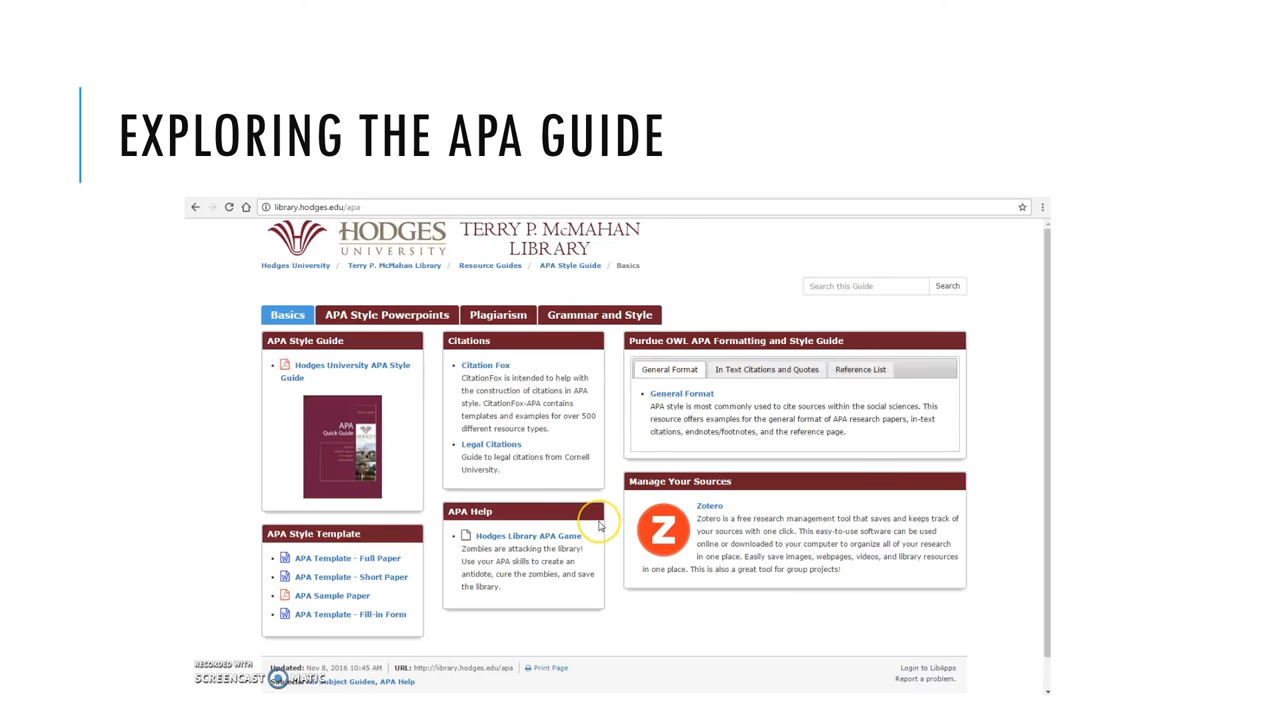 EXPLORING THE APA GUIDE
library.hodges.edu/apa
HODGES
UNIVERSITY
TERRY P. McMAHAN
LIBRARY
Hodges University / Terry P. McMahan Library / Resource Guides / APA Style Guide / Basics
Search this Guide
Search
Basics
APA Style Powerpoints
Plagiarism
Grammar and Style
APA Style Guide
Hodges University APA Style
Guide
APA
Quick Guide
HODGES
APA Style Template
APA Template - Full Paper
APA Template - Short Paper
APA Sample Paper
APA Template - Fill-in Form
Citations
Citation Fox
CitationFox is intended to help with
the construction of citations in APA
style. CitationFox-APA contains
templates and examples for over 500
different resource types.
Legal Citations
Guide to legal citations from Cornell
University.
APA Help
Hodges Library APA Game
Zombies are attacking the library!
Use your APA skills to create an
antidote, cure the zombies, and save
the library.
Purdue OWL APA Formatting and Style Guide
General Format
In Text Citations and Quotes
Reference List
General Format
APA style is most commonly used to cite sources within the social sciences. This
resource offers examples for the general format of APA research papers, in-text
citations, endnotes/footnotes, and the reference page.
Manage Your Sources
Z
Zotero
Zotero is a free research management tool that saves and keeps track of
your sources with one click. This easy-to-use software can be used
online or downloaded to your computer to organize all of your research
in one place. Easily save images, webpages, videos, and library resources
in one place. This is also a great tool for group projects!
RECORDED WITH
SCREENCAST MATIC
Updated: Nov 8, 2016 10:45 AM
URL: http://library.hodges.edu/apa
Print Page
Subject Guides, APA Help
Login to LibApps
Report a problem.